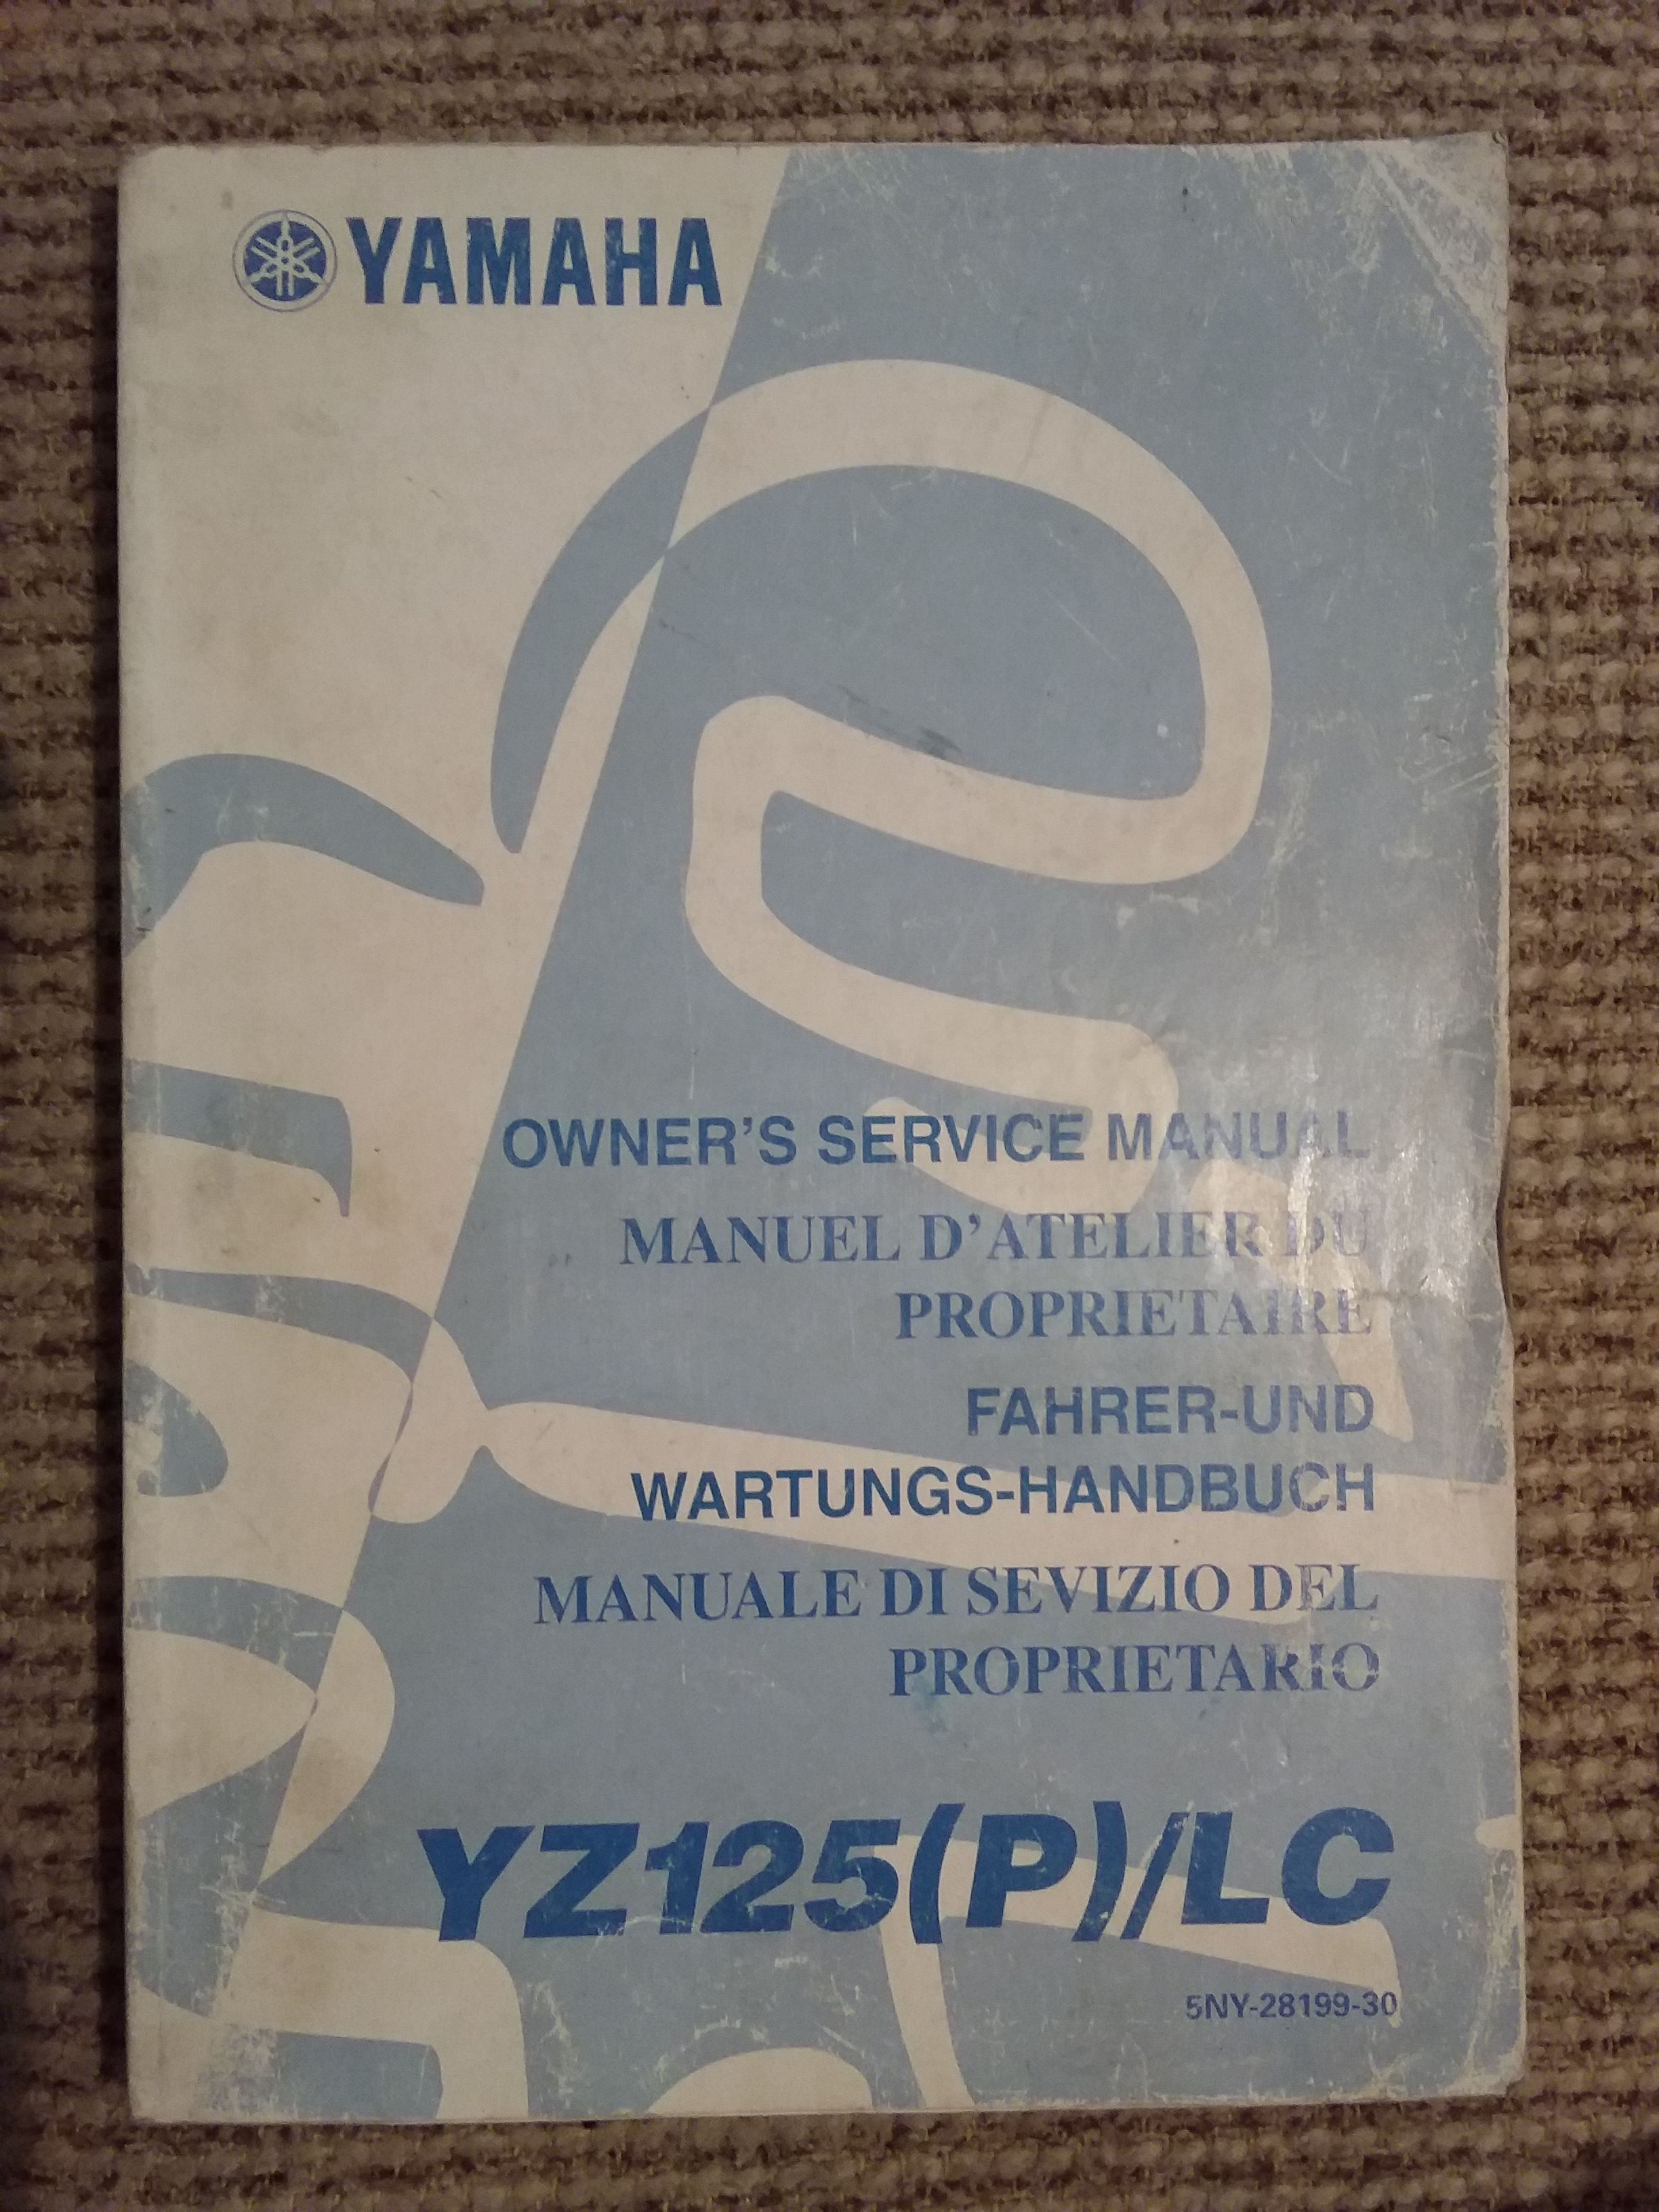 YAMAHA
OWNER'S SERVICE MANUAL
MANUEL D'ATELIER DU
PROPRIETAIRE
FAHRER-UND
WARTUNGS-HANDBUCH
MANUALE DI SEVIZIO DEL
PROPRIETARIO
YZ125(P)/LC
5NY-28199-30